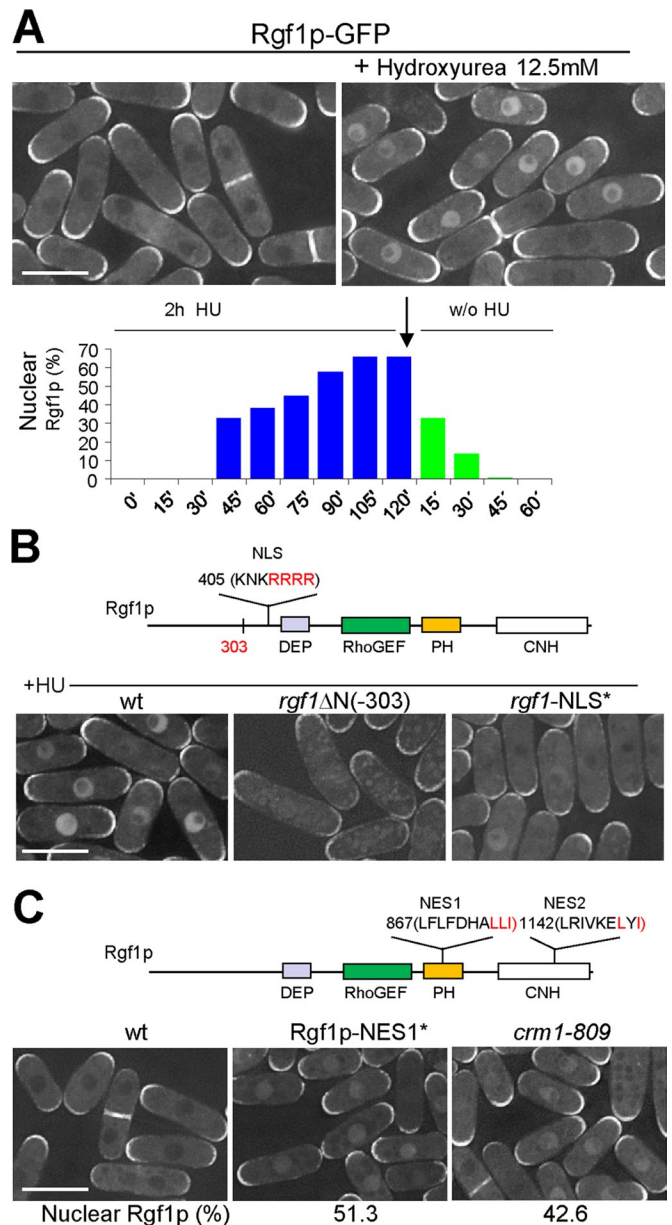 A
Rgf1p-GFP
+ Hydroxyurea 12.5mM
2h HU
w/o HU
Nuclear
Rgf1p (%)
70
60
50
40
30
20
10
0
0' 15' 30' 45' 60' 75' 90' 105' 120' 15' 30' 45' 60'
B
NLS
405 (KNKRRRR)
Rgf1p
303
DEP RhoGEF PH CNH
+HU
wt rgf1ΔN(-303) rgf1-NLS*
C
NES1 NES2
867(LFLFDHALLI) 1142(LRIVKELYI)
Rgf1p
DEP RhoGEF PH CNH
wt Rgf1p-NES1* crm1-809
Nuclear Rgf1p (%) 51.3 42.6